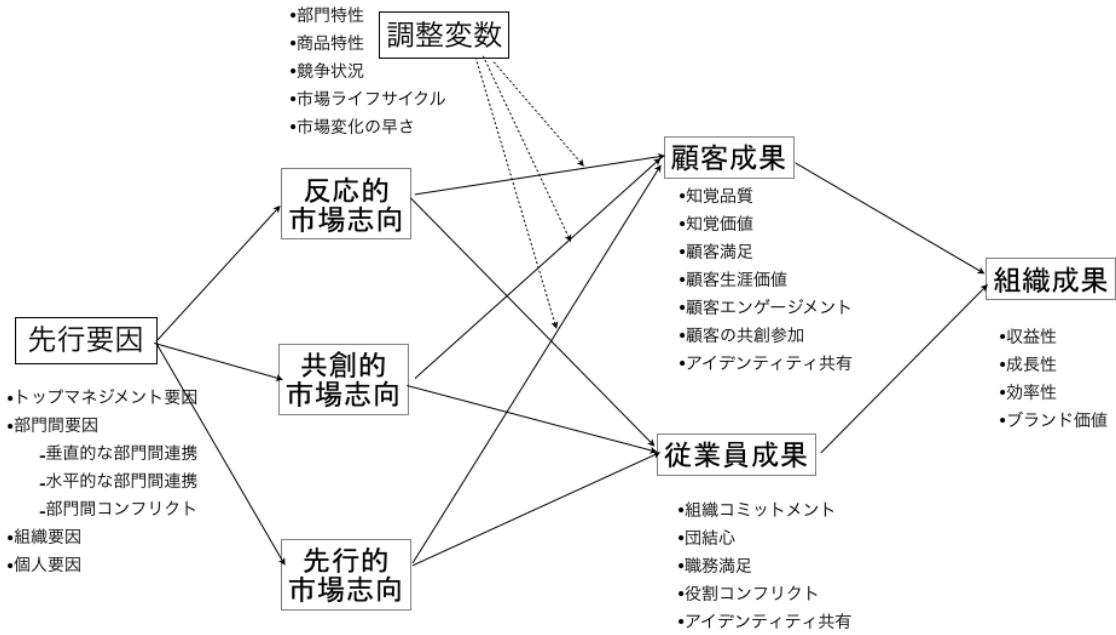 •部門特性
•商品特性
•競争状況
•市場ライフサイクル
•市場変化の早さ
調整変数
反応的
市場志向
顧客成果
•知覚品質
•知覚価値
•顧客満足
•顧客生涯価値
•顧客エンゲージメント
•顧客の共創参加
•アイデンティティ共有
組織成果
•収益性
•成長性
•効率性
•ブランド価値
先行要因
•トップマネジメント要因
•部門間要因
-垂直的な部門間連携
-水平的な部門間連携
-部門間コンフリクト
•組織要因
•個人要因
共創的
市場志向
従業員成果
•組織コミットメント
•団結心
•職務満足
•役割コンフリクト
•アイデンティティ共有
先行的
市場志向